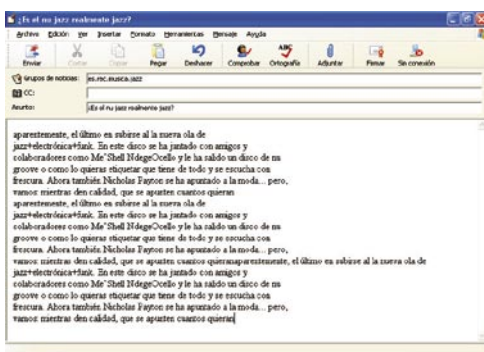 ¿Es el nu jazz realmente jazz?
Archivo Edición Ver Insertar Formato Herramientas Mensaje Ayuda
Enviar Cortar Copiar Pegar Deshacer Comprobar Ortografía Adjuntar Firmar Sin conexión
Grupos de noticias: es.rec.musica.jazz
CC:
Asunto: ¿Es el nu jazz realmente jazz?
aparentemente, el último en subirse al la nueva ola de
jazz+electrónica+funk. En este disco se ha juntado con amigos y
colaboradores como Me'Shell NdegeOcello y le ha salido un disco de nu
groove o como lo quieras etiquetar que tiene de todo y se escucha con
frescura. Ahora también Nicholas Payton se ha apuntado a la moda... pero,
vamos: mientras den calidad, que se apunten cuantos quieran
aparentemente, el último en subirse al la nueva ola de
jazz+electrónica+funk. En este disco se ha juntado con amigos y
colaboradores como Me'Shell NdegeOcello y le ha salido un disco de nu
groove o como lo quieras etiquetar que tiene de todo y se escucha con
frescura. Ahora también Nicholas Payton se ha apuntado a la moda... pero,
vamos: mientras den calidad, que se apunten cuantos quieranaparentemente, el último en subirse al la nueva ola de
jazz+electrónica+funk. En este disco se ha juntado con amigos y
colaboradores como Me'Shell NdegeOcello y le ha salido un disco de nu
groove o como lo quieras etiquetar que tiene de todo y se escucha con
frescura. Ahora también Nicholas Payton se ha apuntado a la moda... pero,
vamos: mientras den calidad, que se apunten cuantos quieran